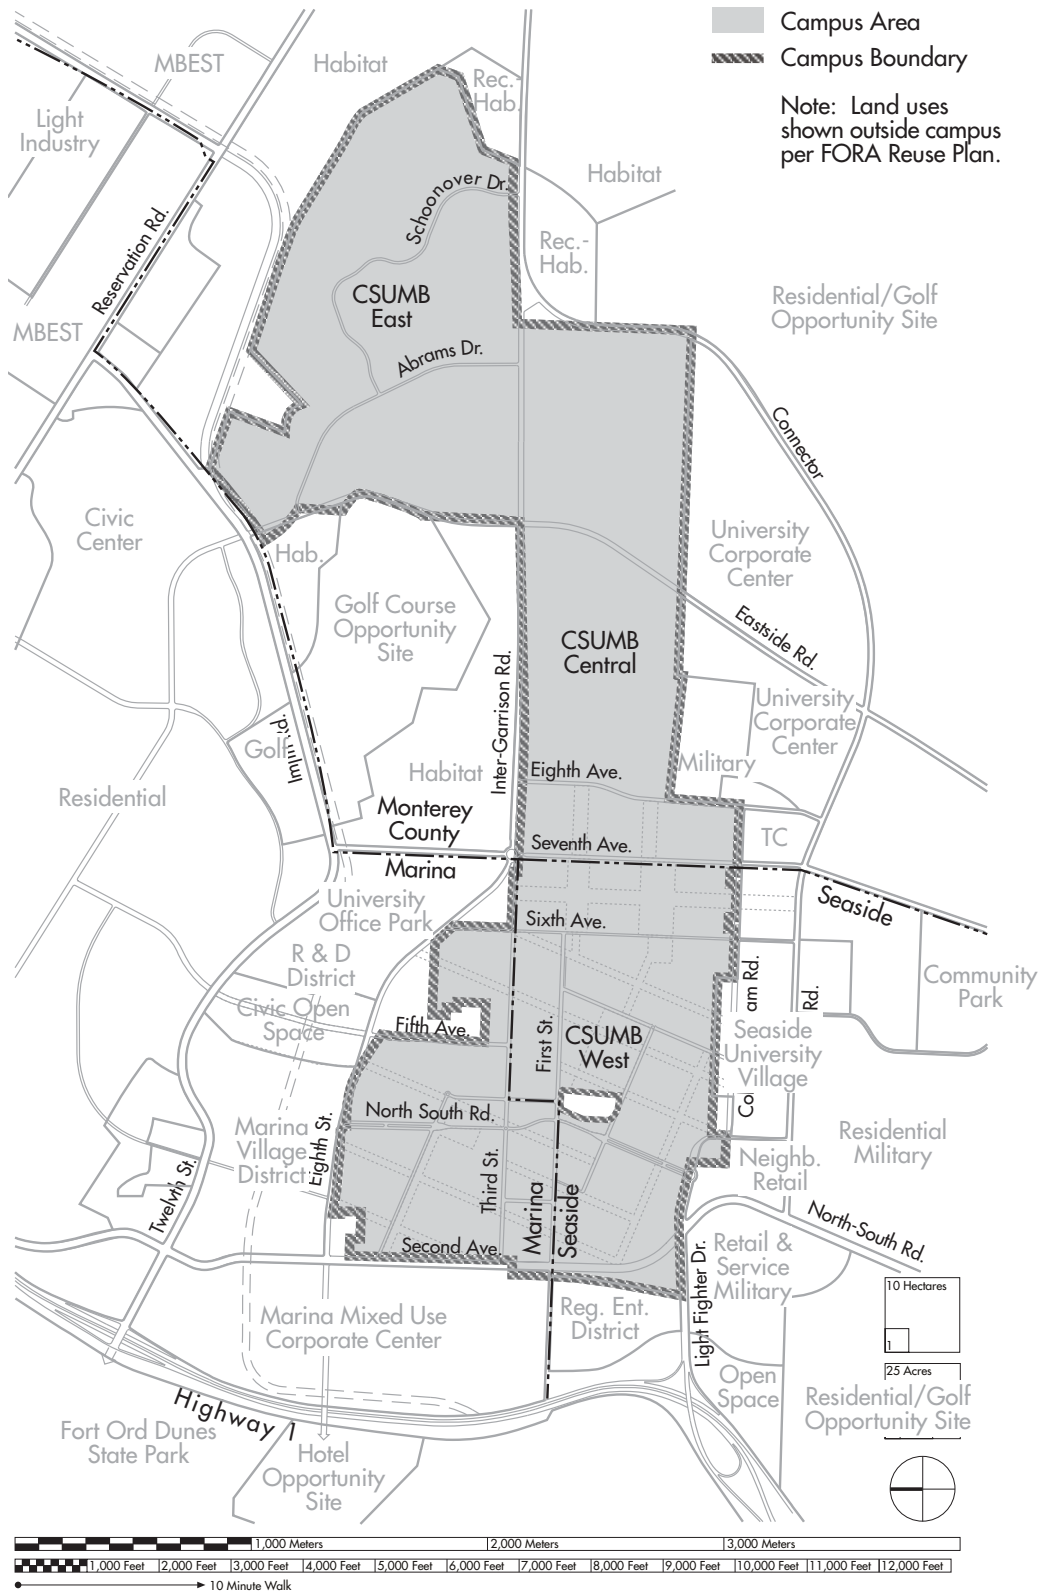 Campus Area
Campus Boundary
Note: Land uses
shown outside campus
per FORA Reuse Plan.
MBEST
Habitat
Rec.-
Hab.
Light
Industry
Habitat
Schoonover Dr.
Reservation Rd.
Rec.-
Hab.
CSUMB
East
Residential/Golf
Opportunity Site
MBEST
Abrams Dr.
Connector
Civic
Center
University
Corporate
Center
Hab.
Golf Course
Opportunity
Site
Eastside Rd.
CSUMB
Central
Inter-Garrison Rd.
University
Corporate
Center
Golf
Imjin Rd.
Military
Habitat
Eighth Ave.
Residential
Monterey
County
Seventh Ave.
TC
Marina
University
Office Park
Seaside
Sixth Ave.
R & D
District
Community
Park
am Rd.
Rd.
Civic Open
Space
Fifth Ave.
First St.
CSUMB
West
Seaside
University
Village
Co
North South Rd.
Marina
Village
District
Eighth St.
Residential
Military
Neighb.
Retail
Twelvth St.
Third St.
Marina
Seaside
North-South Rd.
Second Ave.
Light Fighter Dr.
Retail &
Service
Military
10 Hectares
1
Marina Mixed Use
Corporate Center
Reg. Ent.
District
25 Acres
Open
Space
Residential/Golf
Opportunity Site
Highway 1
Fort Ord Dunes
State Park
Hotel
Opportunity
Site
1,000 Meters
2,000 Meters
3,000 Meters
1,000 Feet
2,000 Feet
3,000 Feet
4,000 Feet
5,000 Feet
6,000 Feet
7,000 Feet
8,000 Feet
9,000 Feet
10,000 Feet
11,000 Feet
12,000 Feet
10 Minute Walk